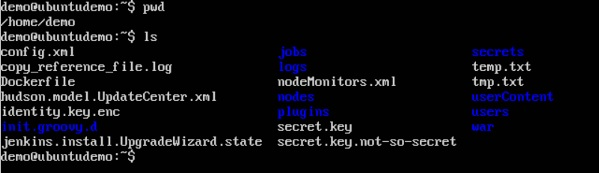 demo@ubuntudemo:~$ pwd
/home/demo
demo@ubuntudemo:~$ ls
config.xml jobs secrets
copy_reference_file.log logs temp.txt
Dockerfile nodeMonitors.xml tmp.txt
hudson.model.UpdateCenter.xml nodes userContent
identity.key.enc plugins users
init.groovy.d secret.key war
jenkins.install.UpgradeWizard.state secret.key.not-so-secret
demo@ubuntudemo:~$